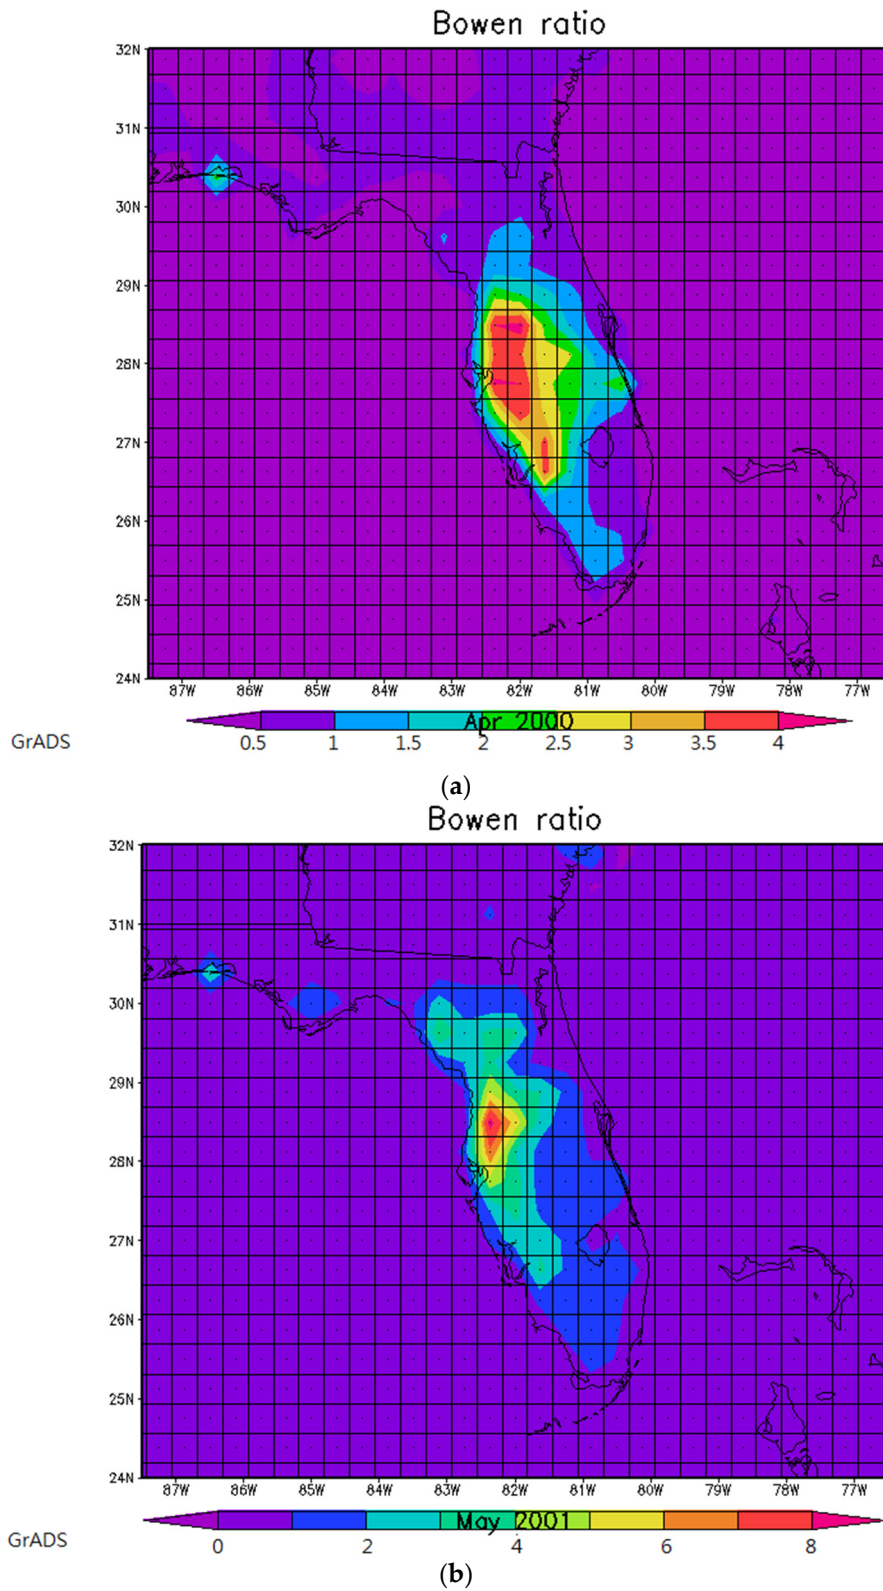 Bowen ratio
32N
31N
30N
29N
28N
27N
26N
25N
24N
87W 86W 85W 84W 83W 82W 81W 80W 79W 78W 77W
Apr 2000
0.5 1 1.5 2 2.5 3 3.5 4
GrADS
(a)
Bowen ratio
32N
31N
30N
29N
28N
27N
26N
25N
24N
87W 86W 85W 84W 83W 82W 81W 80W 79W 78W 77W
May 2001
0 2 4 6 8
GrADS
(b)